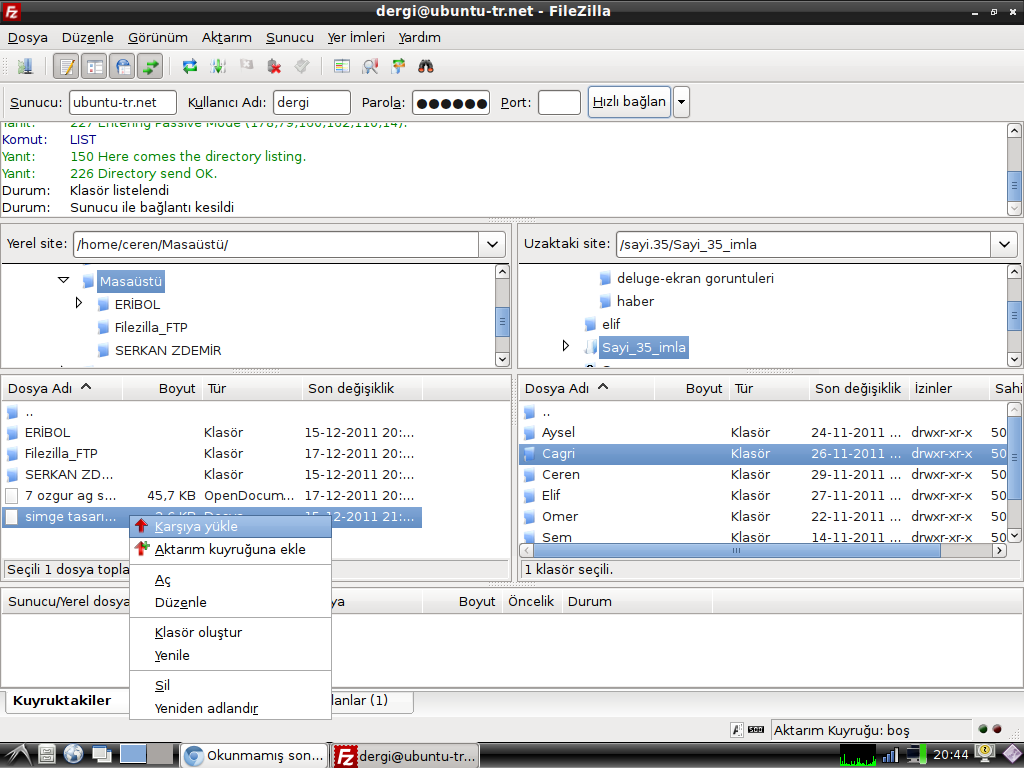 dergi@ubuntu-tr.net - FileZilla
Dosya Düzenle Görünüm Aktarım Sunucu Yer İmleri Yardım
Sunucu: ubuntu-tr.net Kullanıcı Adı: dergi Parola: ●●●●●● Port: Hızlı bağlan
Yanıt: 227 Entering Passive Mode (178,79,160,162,110,14).
Komut: LIST
Yanıt: 150 Here comes the directory listing.
Yanıt: 226 Directory send OK.
Durum: Klasör listelendi
Durum: Sunucu ile bağlantı kesildi
Yerel site: /home/ceren/Masaüstü/
Masaüstü
ERİBOL
Filezilla_FTP
SERKAN ZDEMİR
Uzaktaki site: /sayi.35/Sayi_35_imla
deluge-ekran goruntuleri
haber
elif
Sayi_35_imla
Dosya Adı Boyut Tür Son değişiklik
..
ERİBOL Klasör 15-12-2011 20:...
Filezilla_FTP Klasör 17-12-2011 20:...
SERKAN ZD... Klasör 15-12-2011 20:...
7 ozgur ag s... 45,7 KB OpenDocum... 17-12-2011 20:...
simge tasarı... 15-12-2011 21:...
Seçili 1 dosya topla
Dosya Adı Boyut Tür Son değişiklik İzinler Sahi
..
Aysel Klasör 24-11-2011 ... drwxr-xr-x 50
Cagri Klasör 26-11-2011 ... drwxr-xr-x 50
Ceren Klasör 29-11-2011 ... drwxr-xr-x 50
Elif Klasör 27-11-2011 ... drwxr-xr-x 50
Omer Klasör 22-11-2011 ... drwxr-xr-x 50
Sem Klasör 14-11-2011 ... drwxr-xr-x 50
1 klasör seçili.
Karşıya yükle
Aktarım kuyruğuna ekle
Aç
Düzenle
Klasör oluştur
Yenile
Sil
Yeniden adlandır
Sunucu/Yerel dosya ya Boyut Öncelik Durum
Kuyruktakiler lanlar (1)
Aktarım Kuyruğu: boş
Okunmamış son... dergi@ubuntu-tr... 20:44